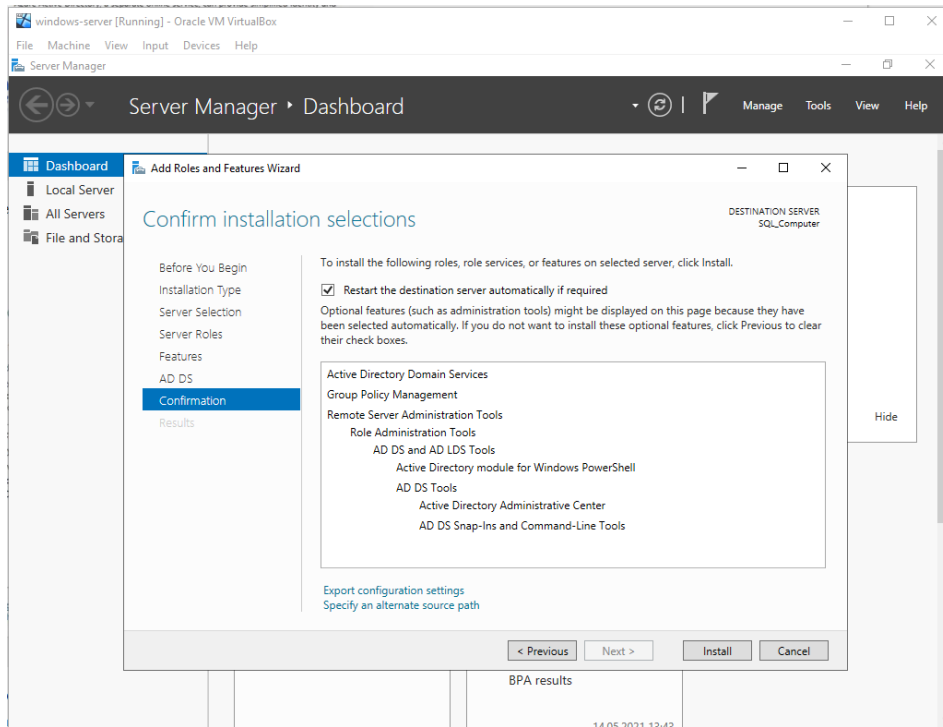 windows-server [Running] - Oracle VM VirtualBox
File Machine View Input Devices Help
Server Manager
Server Manager ‣ Dashboard
Manage Tools View Help
Dashboard
Local Server
All Servers
File and Stora
Add Roles and Features Wizard
Confirm installation selections
DESTINATION SERVER
SQL_Computer
Before You Begin
Installation Type
Server Selection
Server Roles
Features
AD DS
Confirmation
Results
To install the following roles, role services, or features on selected server, click Install.
Restart the destination server automatically if required
Optional features (such as administration tools) might be displayed on this page because they have
been selected automatically. If you do not want to install these optional features, click Previous to clear
their check boxes.
Active Directory Domain Services
Group Policy Management
Remote Server Administration Tools
Role Administration Tools
AD DS and AD LDS Tools
Active Directory module for Windows PowerShell
AD DS Tools
Active Directory Administrative Center
AD DS Snap-Ins and Command-Line Tools
Export configuration settings
Specify an alternate source path
< Previous Next > Install Cancel
Hide
BPA results
14.05.2021 13:43